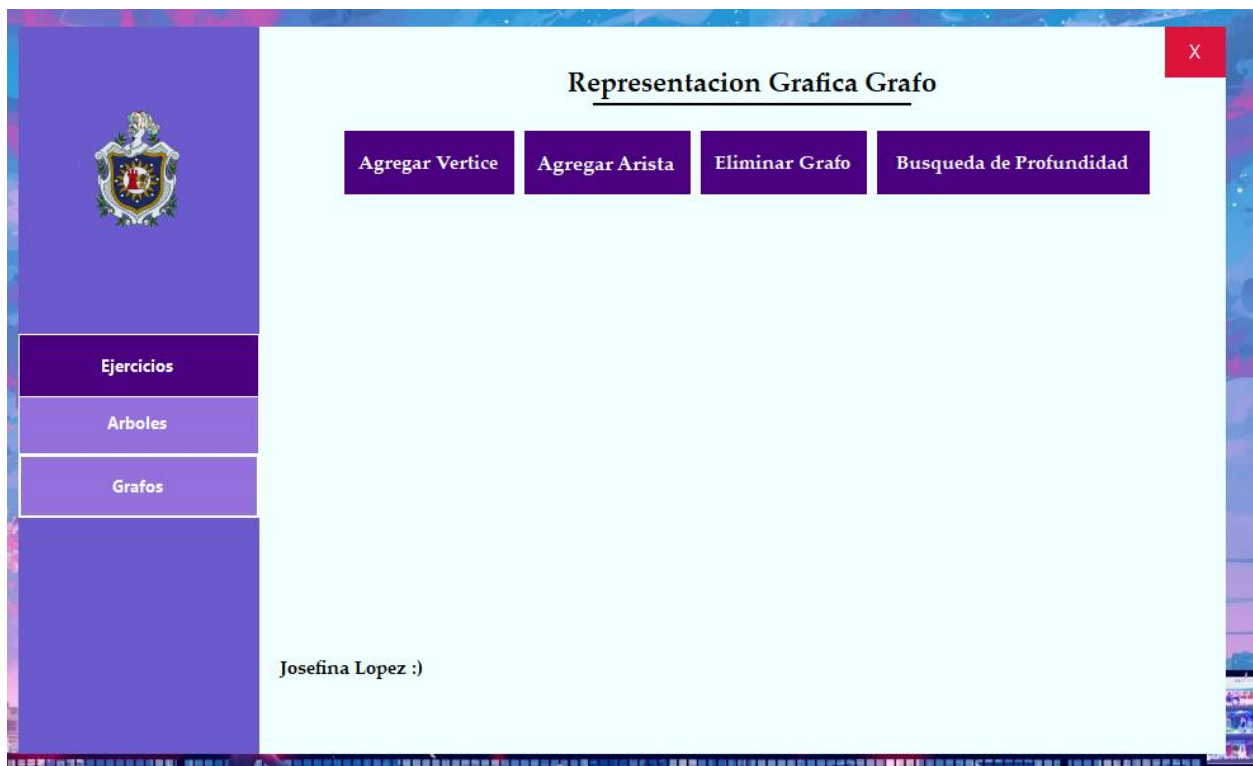 X
Representacion Grafica Grafo
Agregar Vertice
Agregar Arista
Eliminar Grafo
Busqueda de Profundidad
Ejercicios
Arboles
Grafos
Josefina Lopez :)